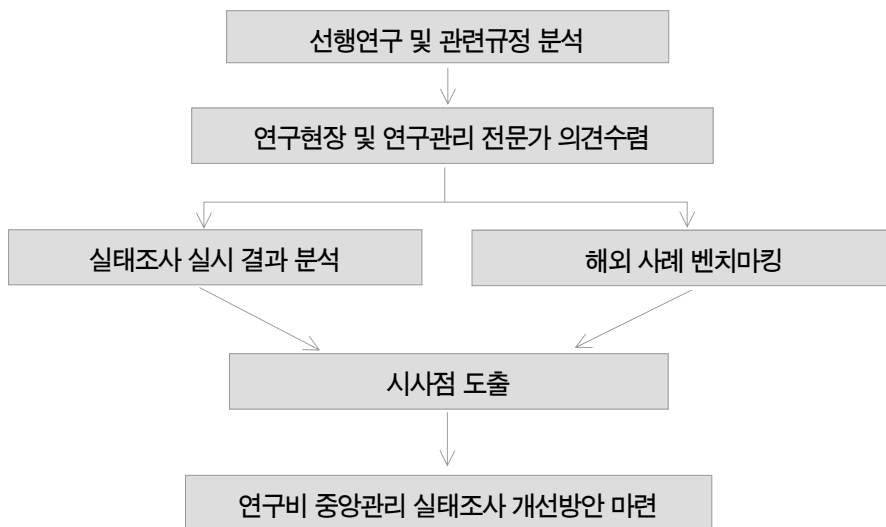 선행연구 및 관련규정 분석
연구현장 및 연구관리 전문가 의견수렴
실태조사 실시 결과 분석
해외 사례 벤치마킹
시사점 도출
연구비 중앙관리 실태조사 개선방안 마련